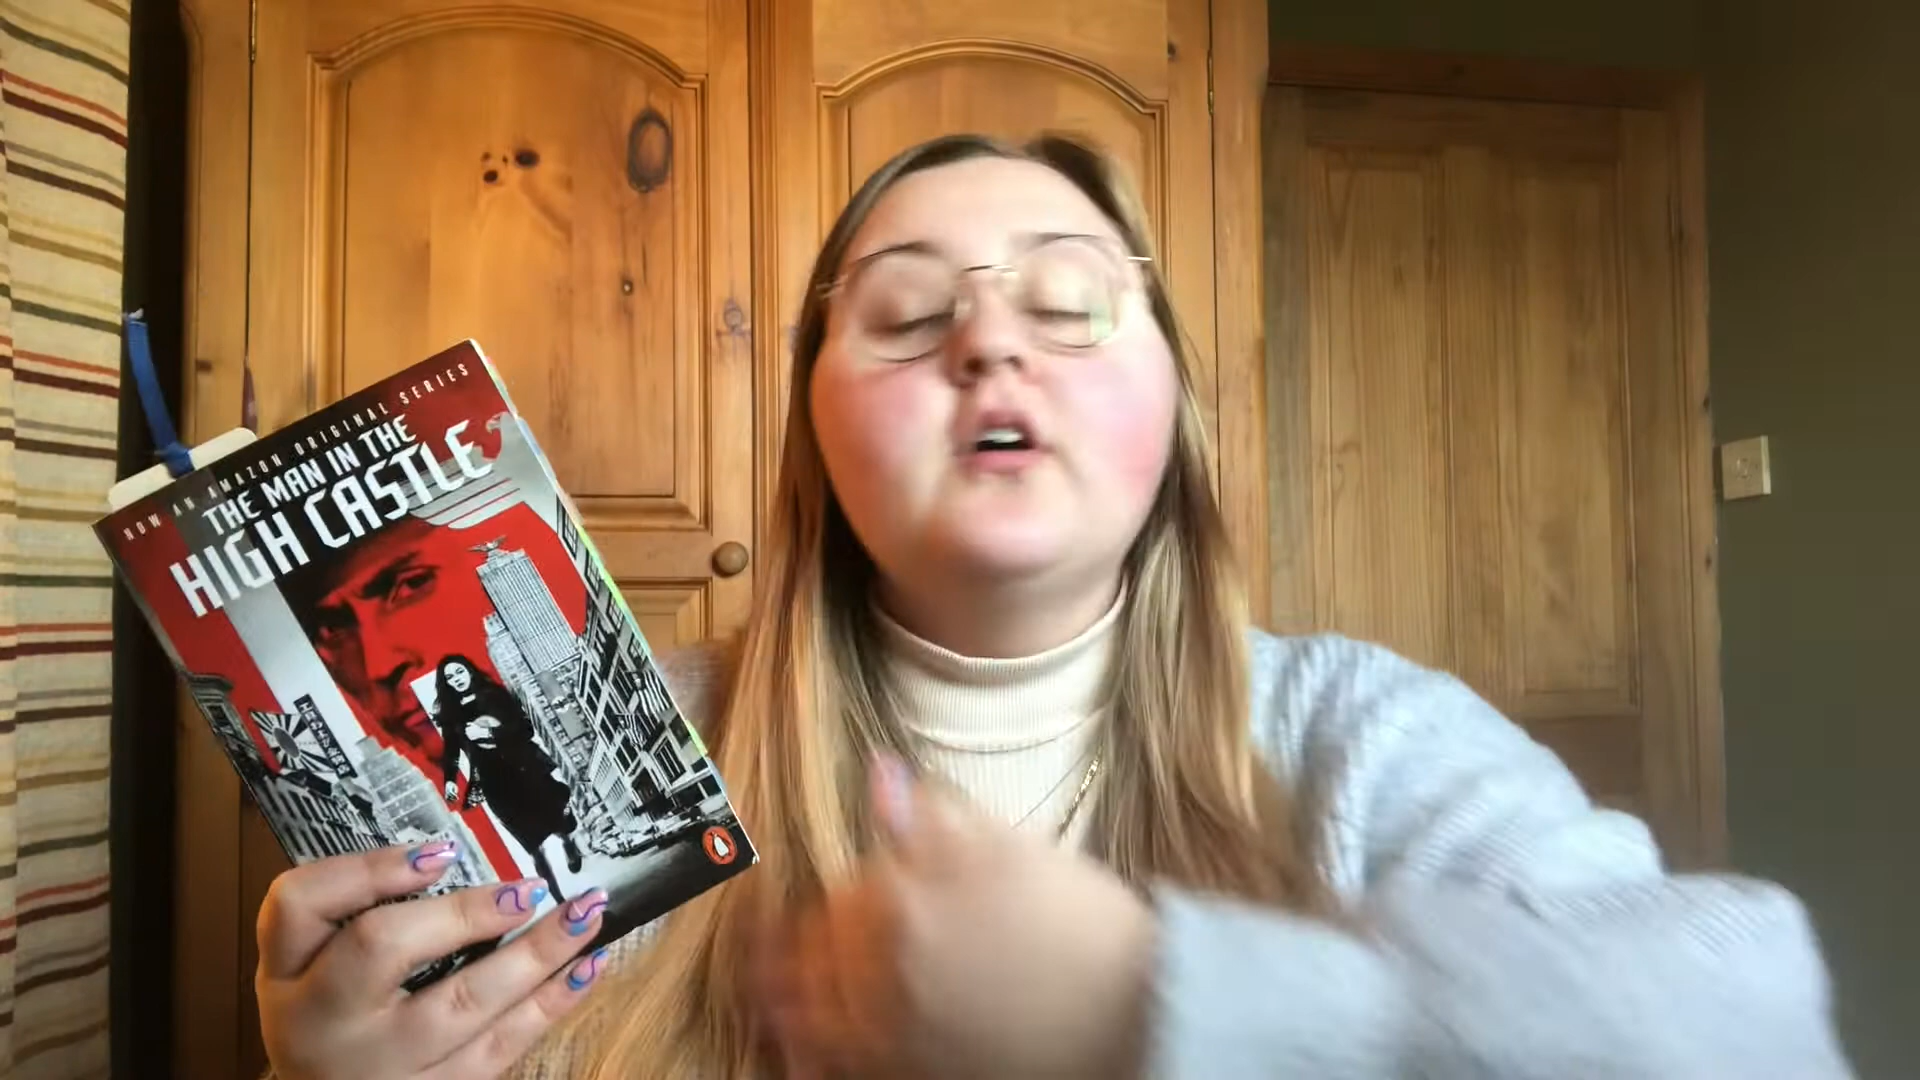 NOW AN AMAZON ORIGINAL SERIES
THE MAN IN THE
HIGH CASTLE